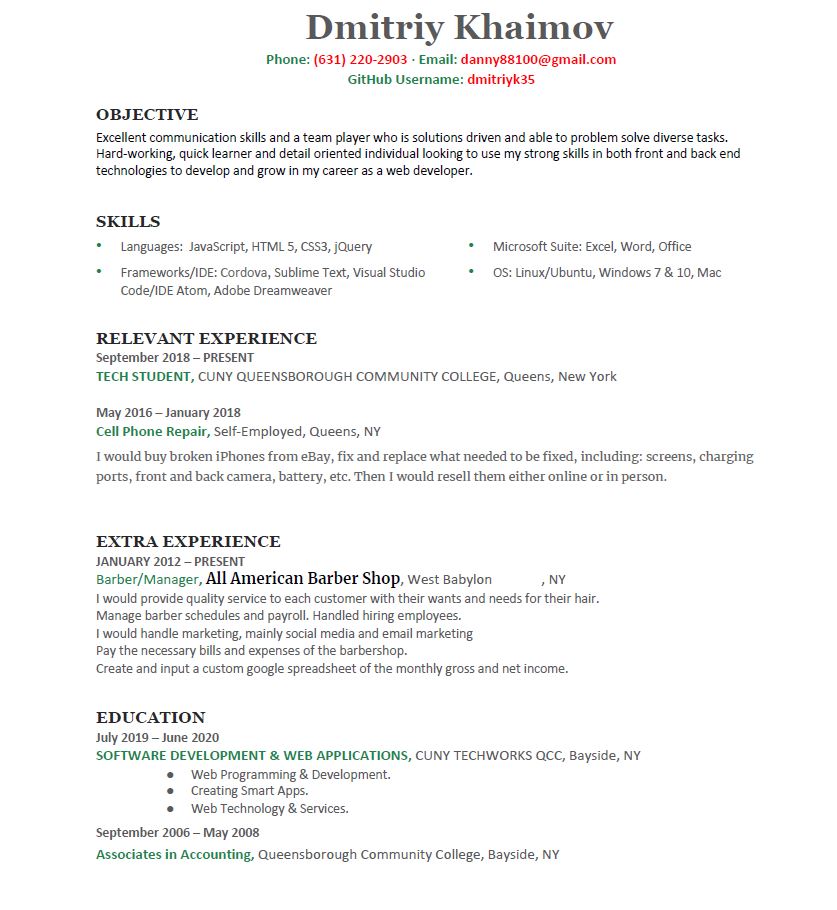 Dmitriy Khaimov
Phone: (631) 220-2903 · Email: danny88100@gmail.com
GitHub Username: dmitriyk35
OBJECTIVE
Excellent communication skills and a team player who is solutions driven and able to problem solve diverse tasks.
Hard-working, quick learner and detail oriented individual looking to use my strong skills in both front and back end
technologies to develop and grow in my career as a web developer.
SKILLS
• Languages: JavaScript, HTML 5, CSS3, jQuery
• Frameworks/IDE: Cordova, Sublime Text, Visual Studio
Code/IDE Atom, Adobe Dreamweaver
• Microsoft Suite: Excel, Word, Office
• OS: Linux/Ubuntu, Windows 7 & 10, Mac
RELEVANT EXPERIENCE
September 2018 – PRESENT
TECH STUDENT, CUNY QUEENSBOROUGH COMMUNITY COLLEGE, Queens, New York
May 2016 – January 2018
Cell Phone Repair, Self-Employed, Queens, NY
I would buy broken iPhones from eBay, fix and replace what needed to be fixed, including: screens, charging
ports, front and back camera, battery, etc. Then I would resell them either online or in person.
EXTRA EXPERIENCE
JANUARY 2012 – PRESENT
Barber/Manager, All American Barber Shop, West Babylon , NY
I would provide quality service to each customer with their wants and needs for their hair.
Manage barber schedules and payroll. Handled hiring employees.
I would handle marketing, mainly social media and email marketing
Pay the necessary bills and expenses of the barbershop.
Create and input a custom google spreadsheet of the monthly gross and net income.
EDUCATION
July 2019 – June 2020
SOFTWARE DEVELOPMENT & WEB APPLICATIONS, CUNY TECHWORKS QCC, Bayside, NY
● Web Programming & Development.
● Creating Smart Apps.
● Web Technology & Services.
September 2006 – May 2008
Associates in Accounting, Queensborough Community College, Bayside, NY